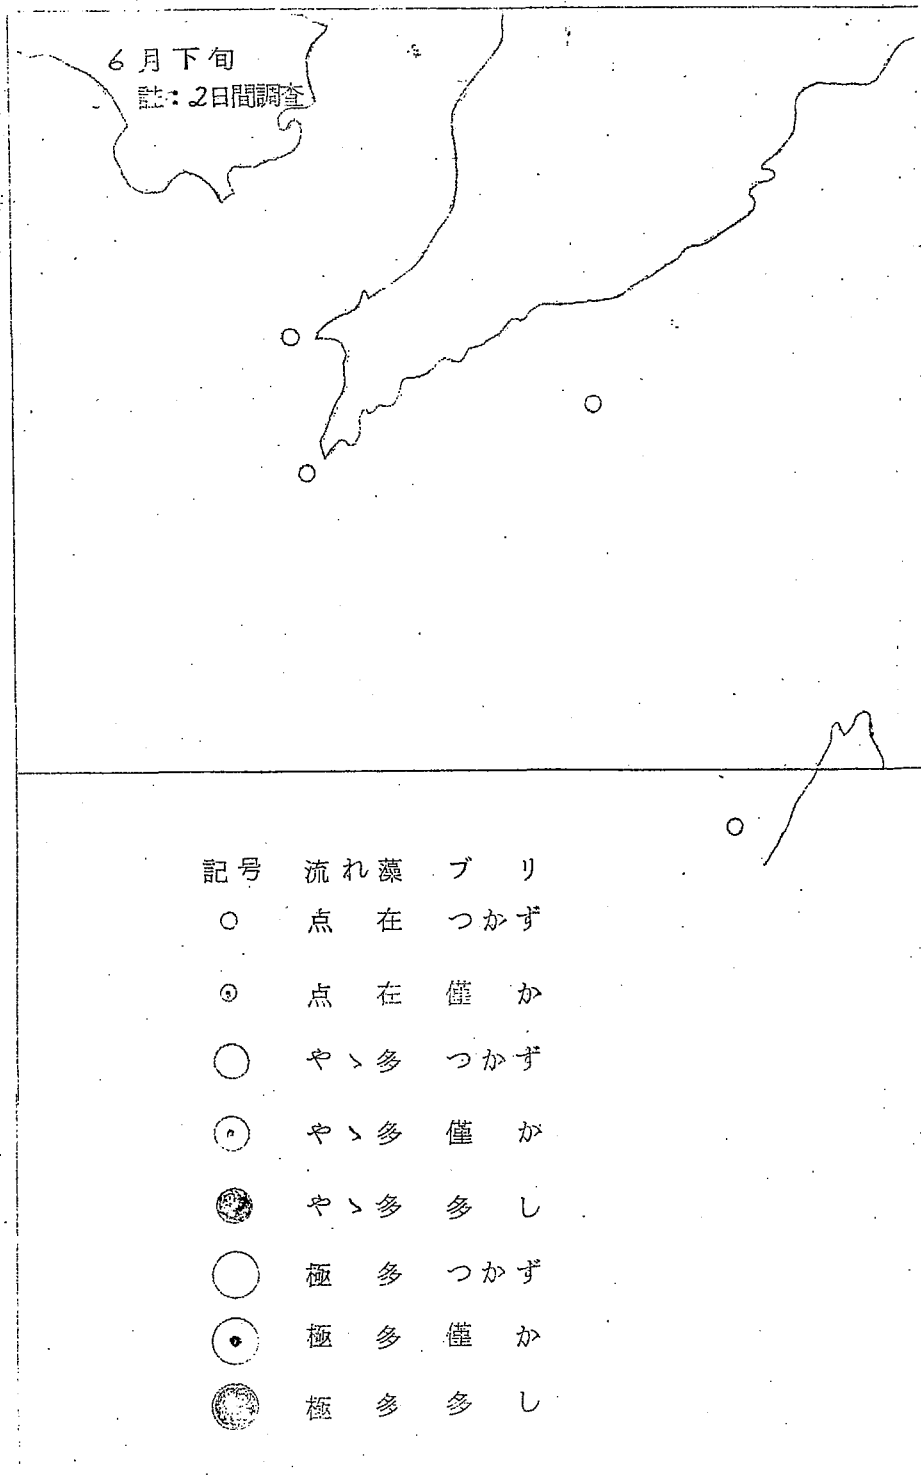 6月下旬
註:2日間調査
記号 流れ藻 ブリ
点在 つかず
点在 僅か
やゝ多 つかず
やゝ多 僅か
やゝ多 多し
極多 つかず
極多 僅か
極多 多し